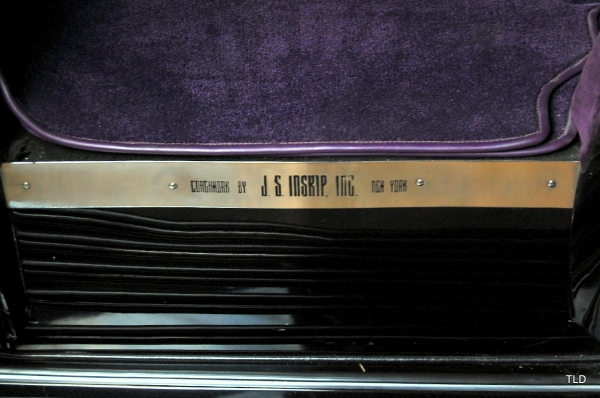 COACHWORK BY J. S. INSKIP, INC. NEW YORK
TLD